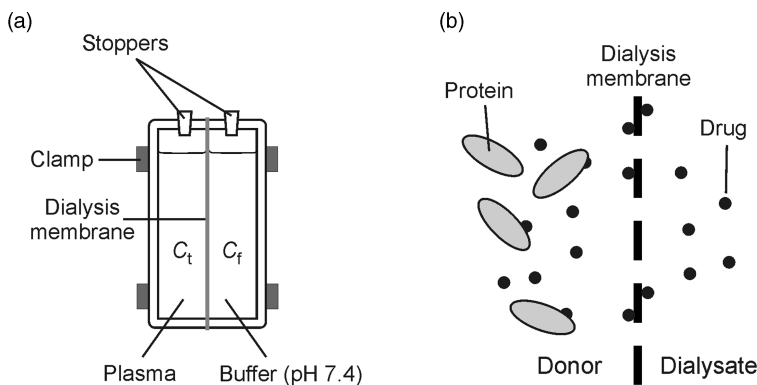 (a)
Stoppers
Clamp
Dialysis
membrane
Ct
Cf
Plasma
Buffer (pH 7.4)
(b)
Dialysis
membrane
Protein
Drug
Donor
Dialysate